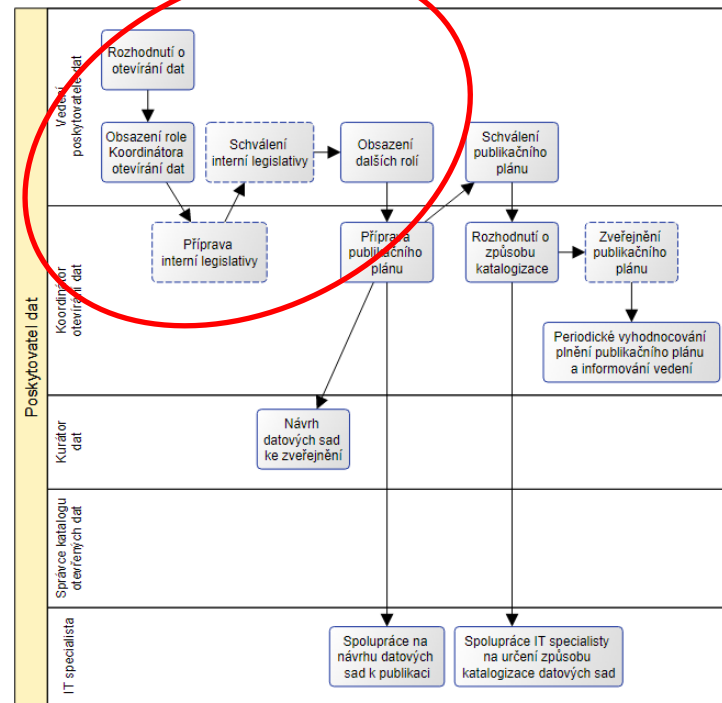 Poskytovatel dat
Vedení
poskytovatele dat
Rozhodnutí o
otevírání dat
Obsazení role
Koordinátora
otevírání dat
Schválení
interní legislativy
Obsazení
dalších rolí
Schválení
publikačního
plánu
Koordinátor
otevírání dat
Příprava
interní legislativy
Příprava
publikačního
plánu
Rozhodnutí o
způsobu
katalogizace
Zveřejnění
publikačního
plánu
Periodické vyhodnocování
plnění publikačního plánu
a informování vedení
Kurátor
dat
Návrh
datových sad
ke zveřejnění
Správce katalogu
otevřených dat
IT specialista
Spolupráce na
návrhu datových
sad k publikaci
Spolupráce IT specialisty
na určení způsobu
katalogizace datových sad